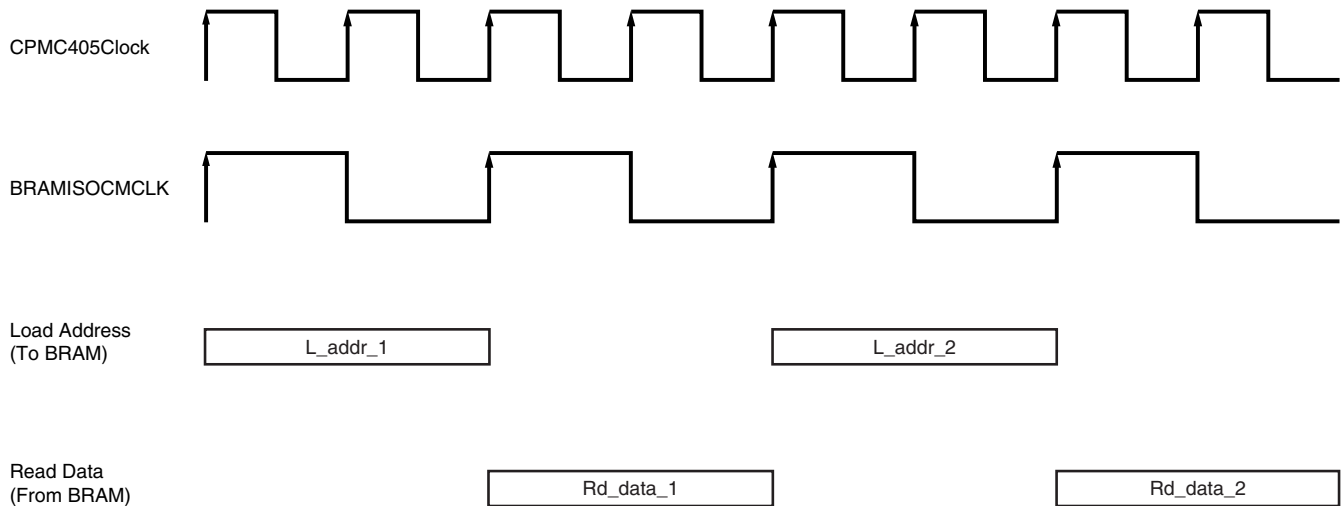 CPMC405Clock
BRAMISOCMCLK
Load Address
(To BRAM)
L_addr_1
L_addr_2
Read Data
(From BRAM)
Rd_data_1
Rd_data_2